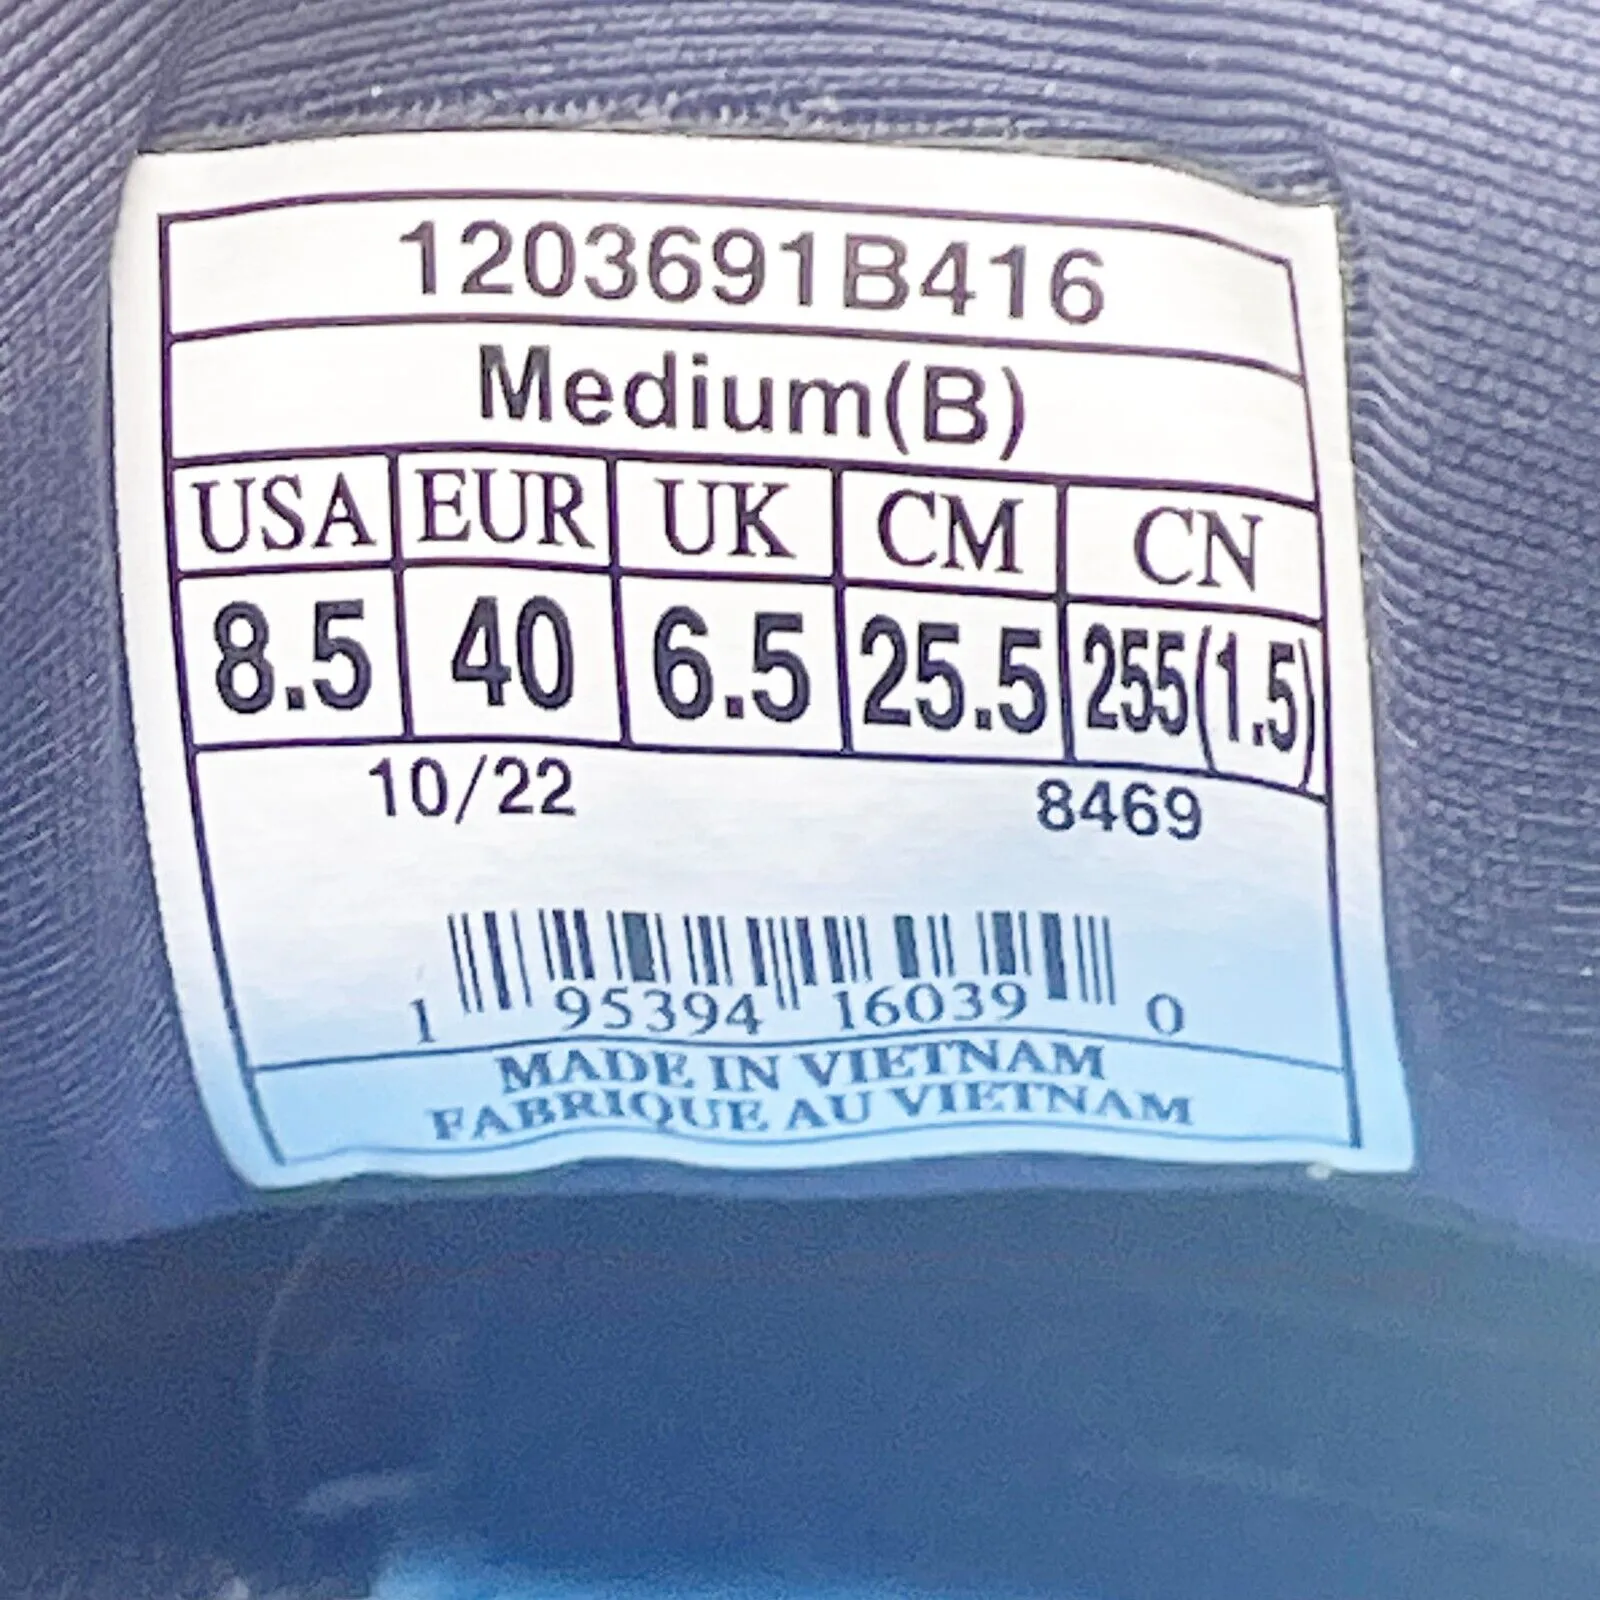 1203691B416
Medium(B)
USA EUR UK CM CN
8.5 40 6.5 25.5 255(1.5)
10/22 8469
1 95394 16039 0
MADE IN VIETNAM
FABRIQUE AU VIETNAM